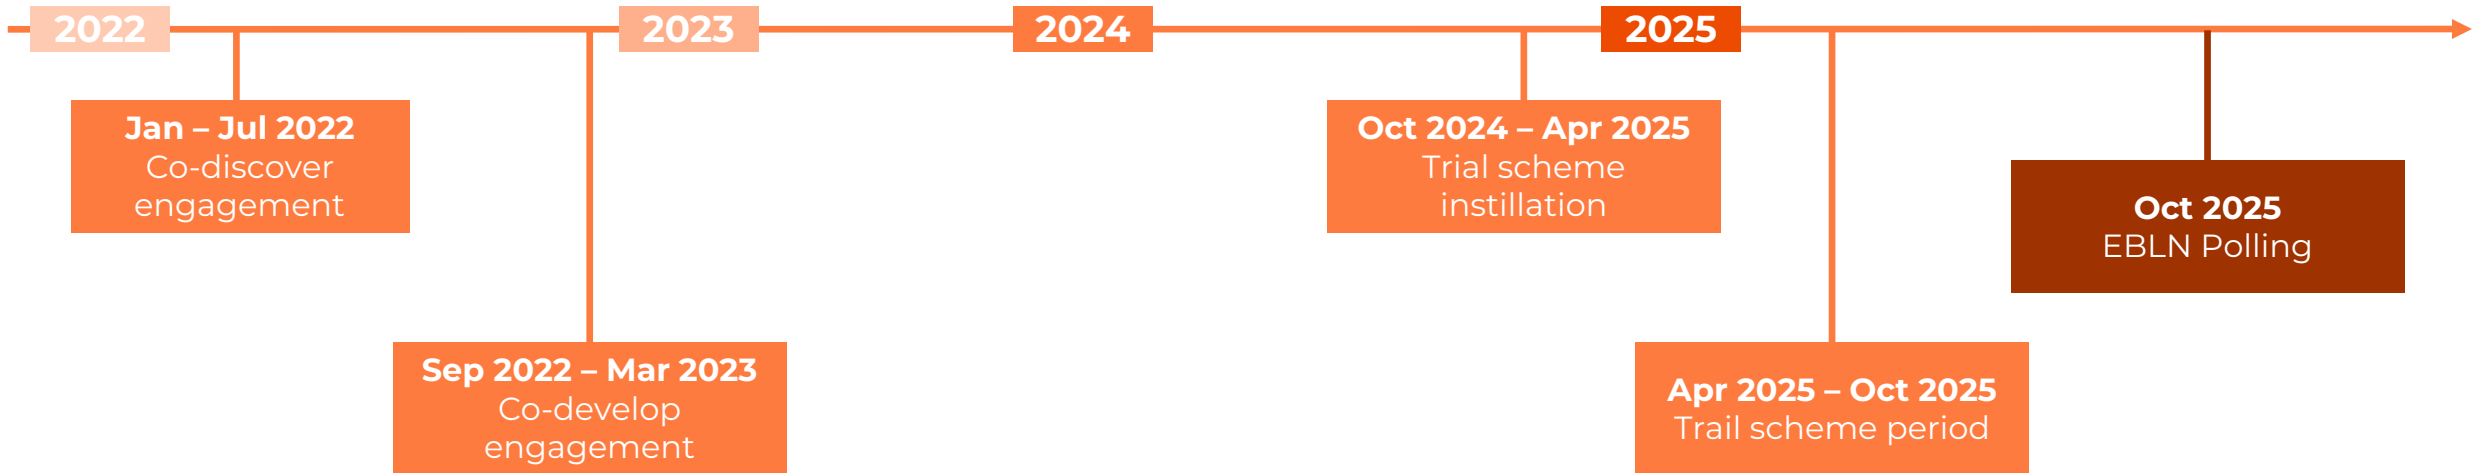 2022
2023
2024
2025
Jan – Jul 2022
Co-discover
engagement
Sep 2022 – Mar 2023
Co-develop
engagement
Oct 2024 – Apr 2025
Trial scheme
instillation
Apr 2025 – Oct 2025
Trail scheme period
Oct 2025
EBLN Polling